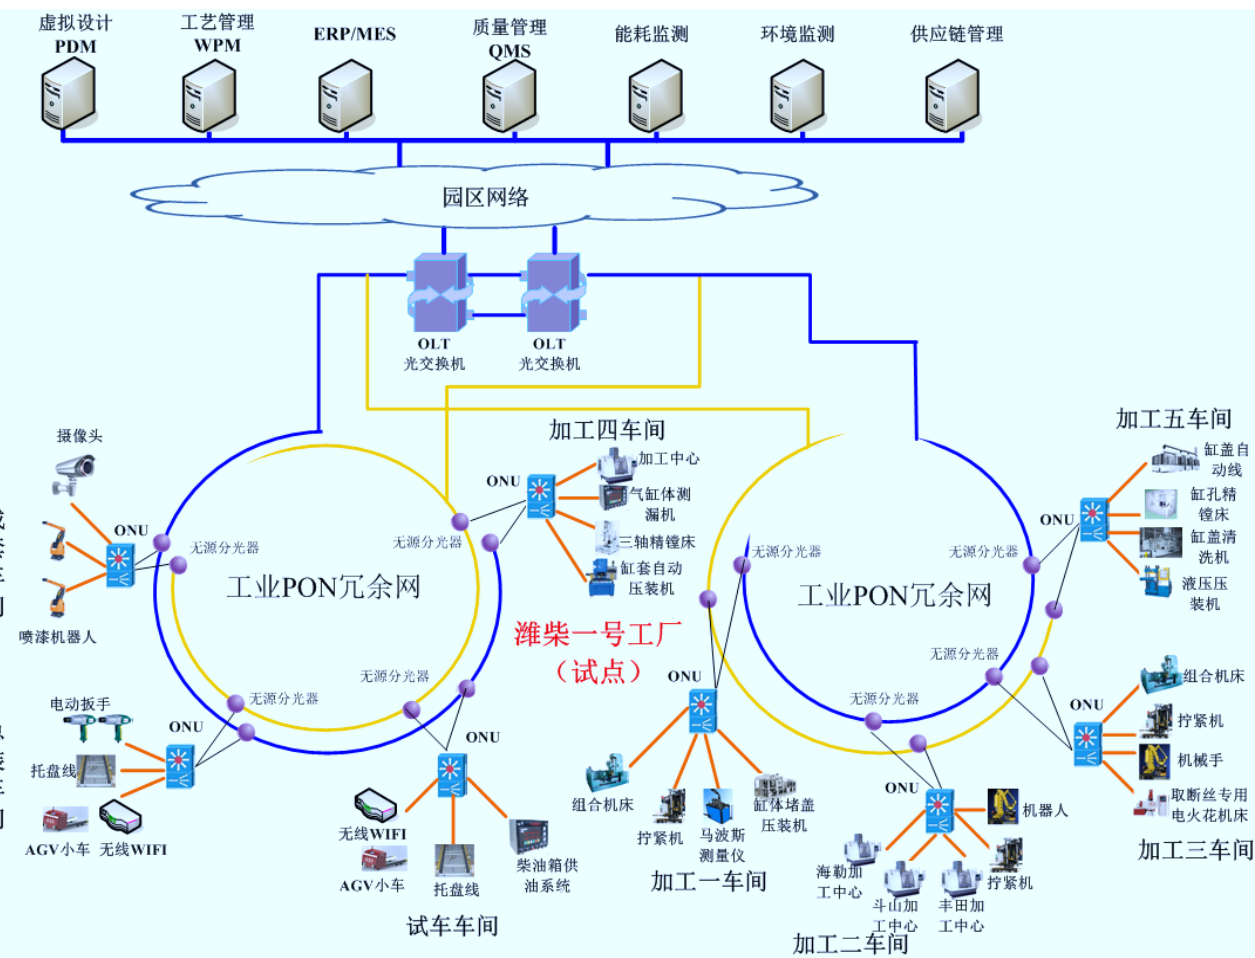 虚拟设计
PDM
工艺管理
WPM
ERP/MES
质量管理
QMS
能耗监测
环境监测
供应链管理
园区网络
OLT
光交换机
OLT
光交换机
摄像头
ONU
无源分光器
喷漆机器人
工业PON冗余网
无源分光器
加工四车间
ONU
加工中心
气缸体测
漏机
三轴精镗床
缸套自动
压装机
潍柴一号工厂
（试点）
电动扳手
ONU
无源分光器
托盘线
AGV小车
无线WIFI
无源分光器
ONU
无线WIFI
AGV小车
托盘线
柴油箱供
油系统
试车车间
工业PON冗余网
无源分光器
无源分光器
加工五车间
ONU
缸盖自
动线
缸孔精
镗床
缸盖清
洗机
液压压
装机
ONU
组合机床
拧紧机
马波斯
测量仪
缸体堵盖
压装机
加工一车间
无源分光器
ONU
机器人
海勒加
工中心
斗山加
工中心
丰田加
工中心
拧紧机
加工二车间
无源分光器
ONU
组合机床
拧紧机
机械手
取断丝专用
电火花机床
加工三车间